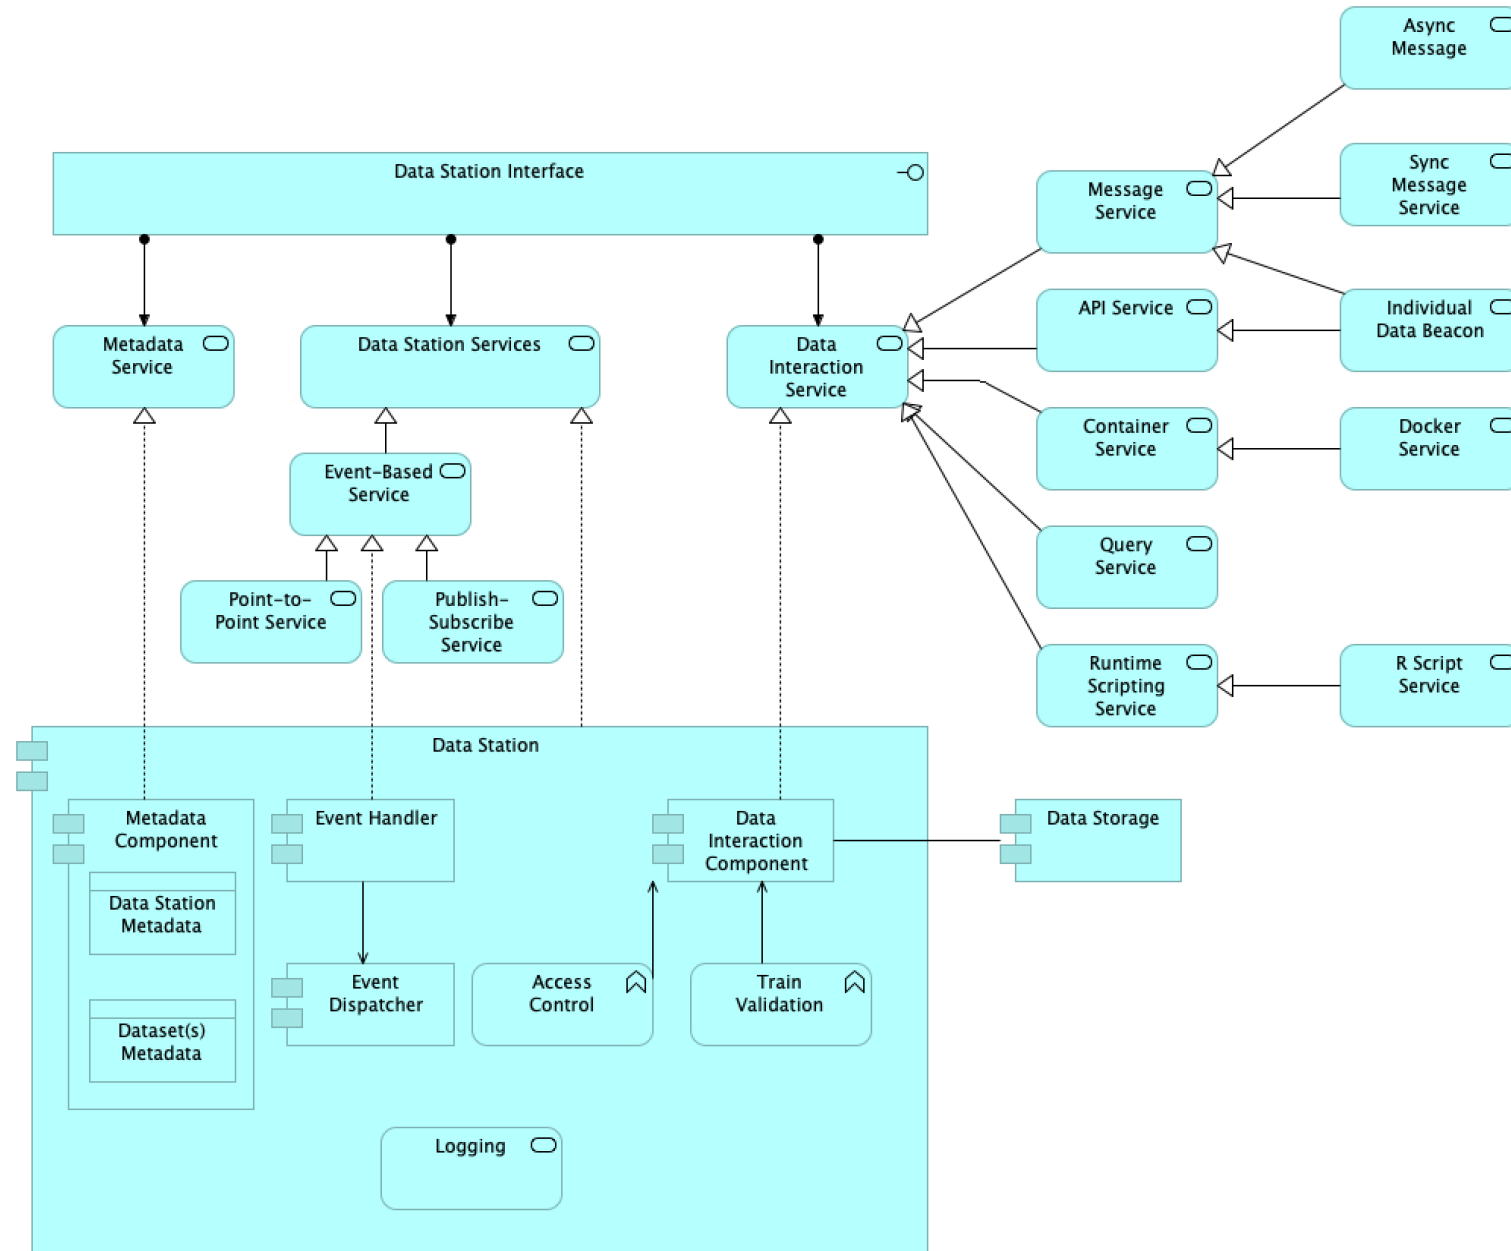 Async
Message
Data Station Interface
Message
Service
Sync
Message
Service
Metadata
Service
Data Station Services
Data
Interaction
Service
API Service
Individual
Data Beacon
Container
Service
Docker
Service
Event-Based
Service
Query
Service
Point-to-
Point Service
Publish-
Subscribe
Service
Runtime
Scripting
Service
R Script
Service
Data Station
Metadata
Component
Event Handler
Data
Interaction
Component
Data Storage
Data Station
Metadata
Event
Dispatcher
Access
Control
Train
Validation
Dataset(s)
Metadata
Logging